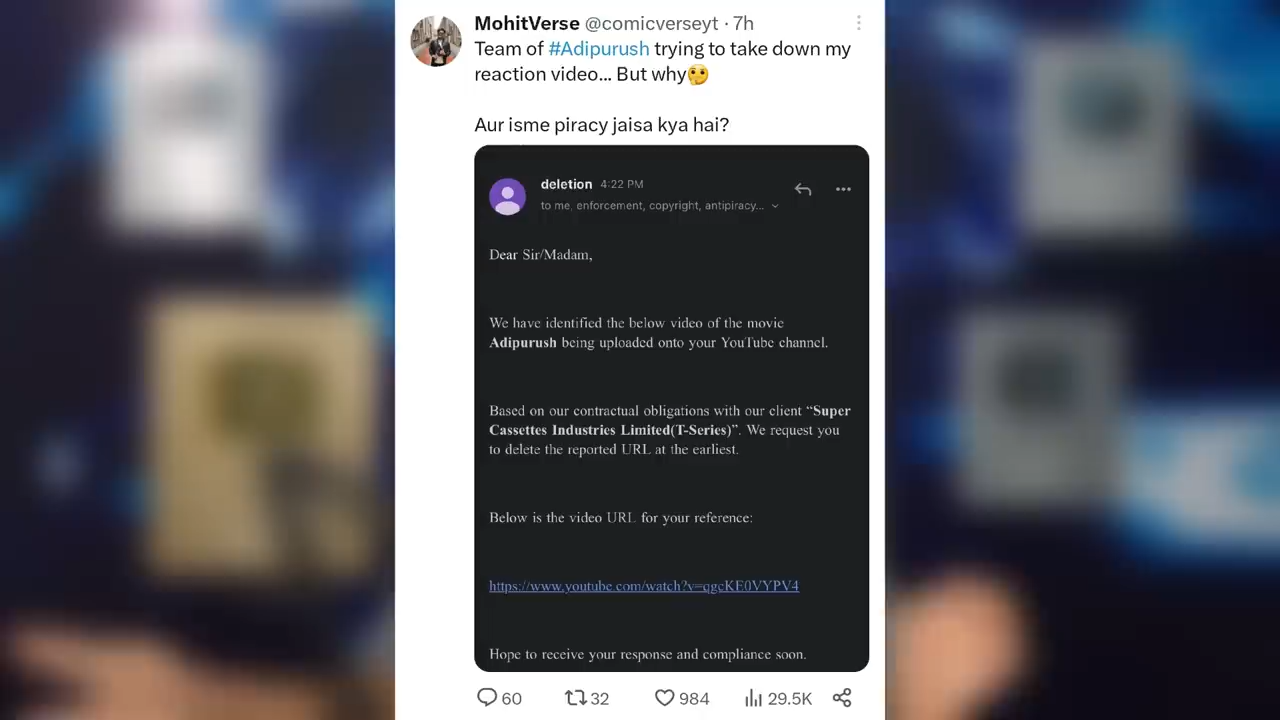 MohitVerse @comicverseyt · 7h
Team of #Adipurush trying to take down my
reaction video... But why🤔
Aur isme piracy jaisa kya hai?
deletion 4:22 PM
to me, enforcement, copyright, antipiracy...
Dear Sir/Madam,
We have identified the below video of the movie
Adipurush being uploaded onto your YouTube channel.
Based on our contractual obligations with our client “Super
Cassettes Industries Limited(T-Series)”. We request you
to delete the reported URL at the earliest.
Below is the video URL for your reference:
https://www.youtube.com/watch?v=qgcKE0VYPV4
Hope to receive your response and compliance soon.
60 32 984 29.5K